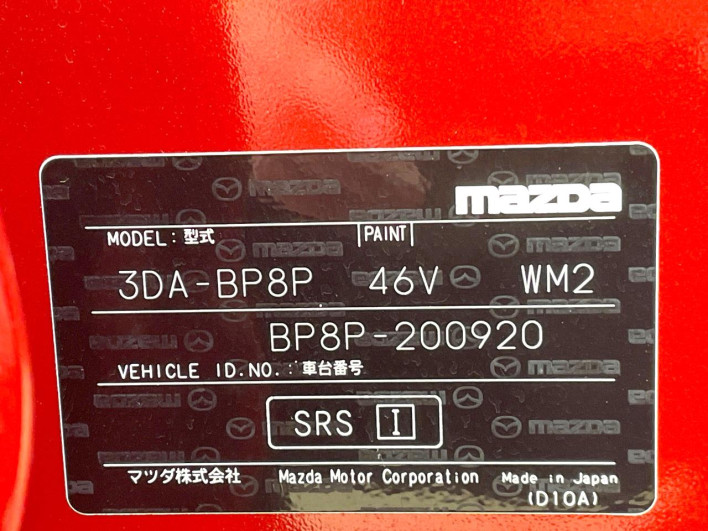 mazda
MODEL: 型式 PAINT
3DA-BP8P 46V WM2
BP8P-200920
VEHICLE ID.NO.: 車台番号
SRS I
マツダ株式会社 Mazda Motor Corporation Made in Japan
(D10A)